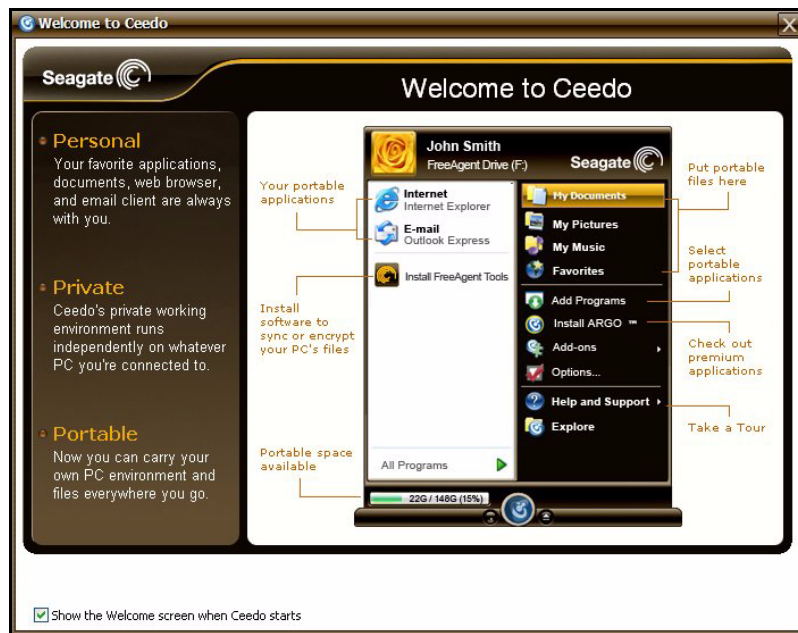 Welcome to Ceedo
Seagate
Welcome to Ceedo
Personal
Your favorite applications,
documents, web browser,
and email client are always
with you.
Private
Ceedo's private working
environment runs
independently on whatever
PC you're connected to.
Portable
Now you can carry your
own PC environment and
files everywhere you go.
Your portable
applications
Install
software to
sync or encrypt
your PC's files
Portable space
available
John Smith
FreeAgent Drive (F:)
Seagate
Internet
Internet Explorer
E-mail
Outlook Express
Install FreeAgent Tools
All Programs
22G / 148G (15%)
My Documents
My Pictures
My Music
Favorites
Add Programs
Install ARGO ™
Add-ons
Options...
Help and Support
Explore
Put portable
files here
Select
portable
applications
Check out
premium
applications
Take a Tour
Show the Welcome screen when Ceedo starts